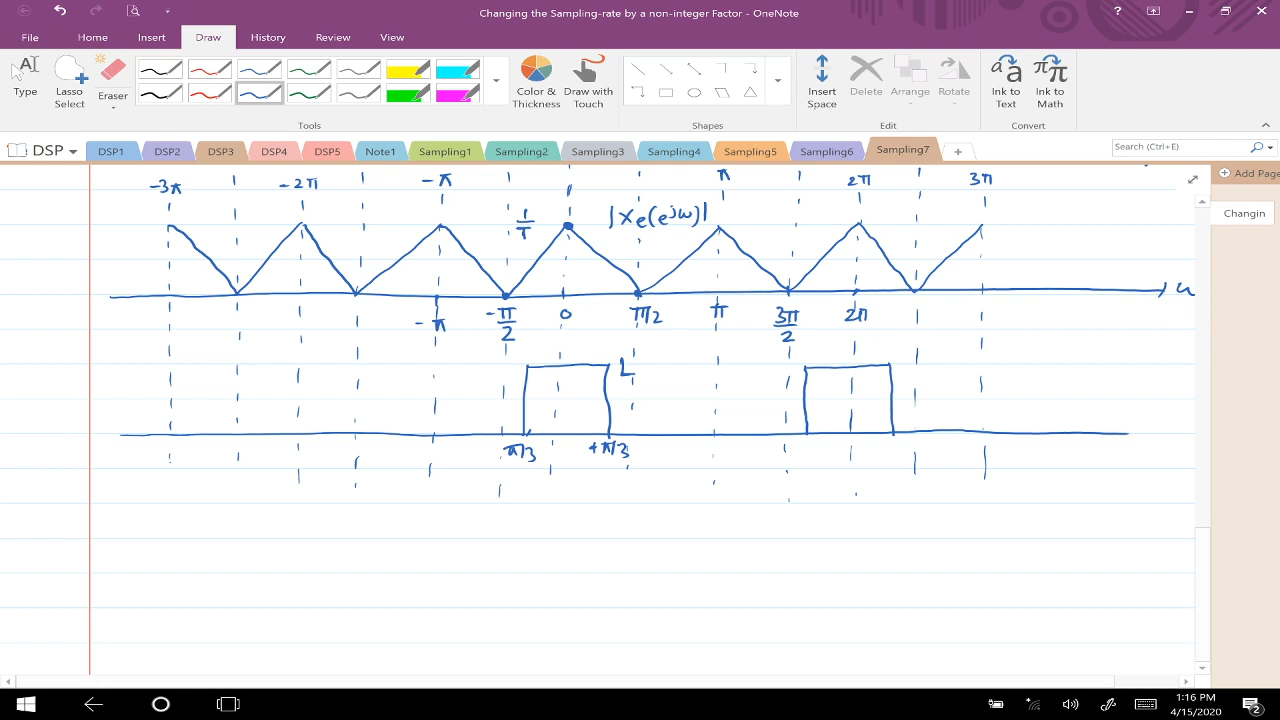 Changing the Sampling-rate by a non-integer Factor - OneNote
File Home Insert Draw History Review View
Type
Lasso Select
Eraser
Color & Thickness
Draw with Touch
Insert Space
Delete
Arrange
Rotate
Ink to Text
Ink to Math
Tools
Shapes
Edit
Convert
DSP
DSP1 DSP2 DSP3 DSP4 DSP5 Note1 Sampling1 Sampling2 Sampling3 Sampling4 Sampling5 Sampling6 Sampling7
Search (Ctrl+E)
Add Page
Changin
-3π -2π -π π 2π 3π
1/T |Xe(e^jω)|
-π -π/2 0 π/2 π 3π/2 2π ω
L
π/3 +π/3
1:16 PM
4/15/2020
2